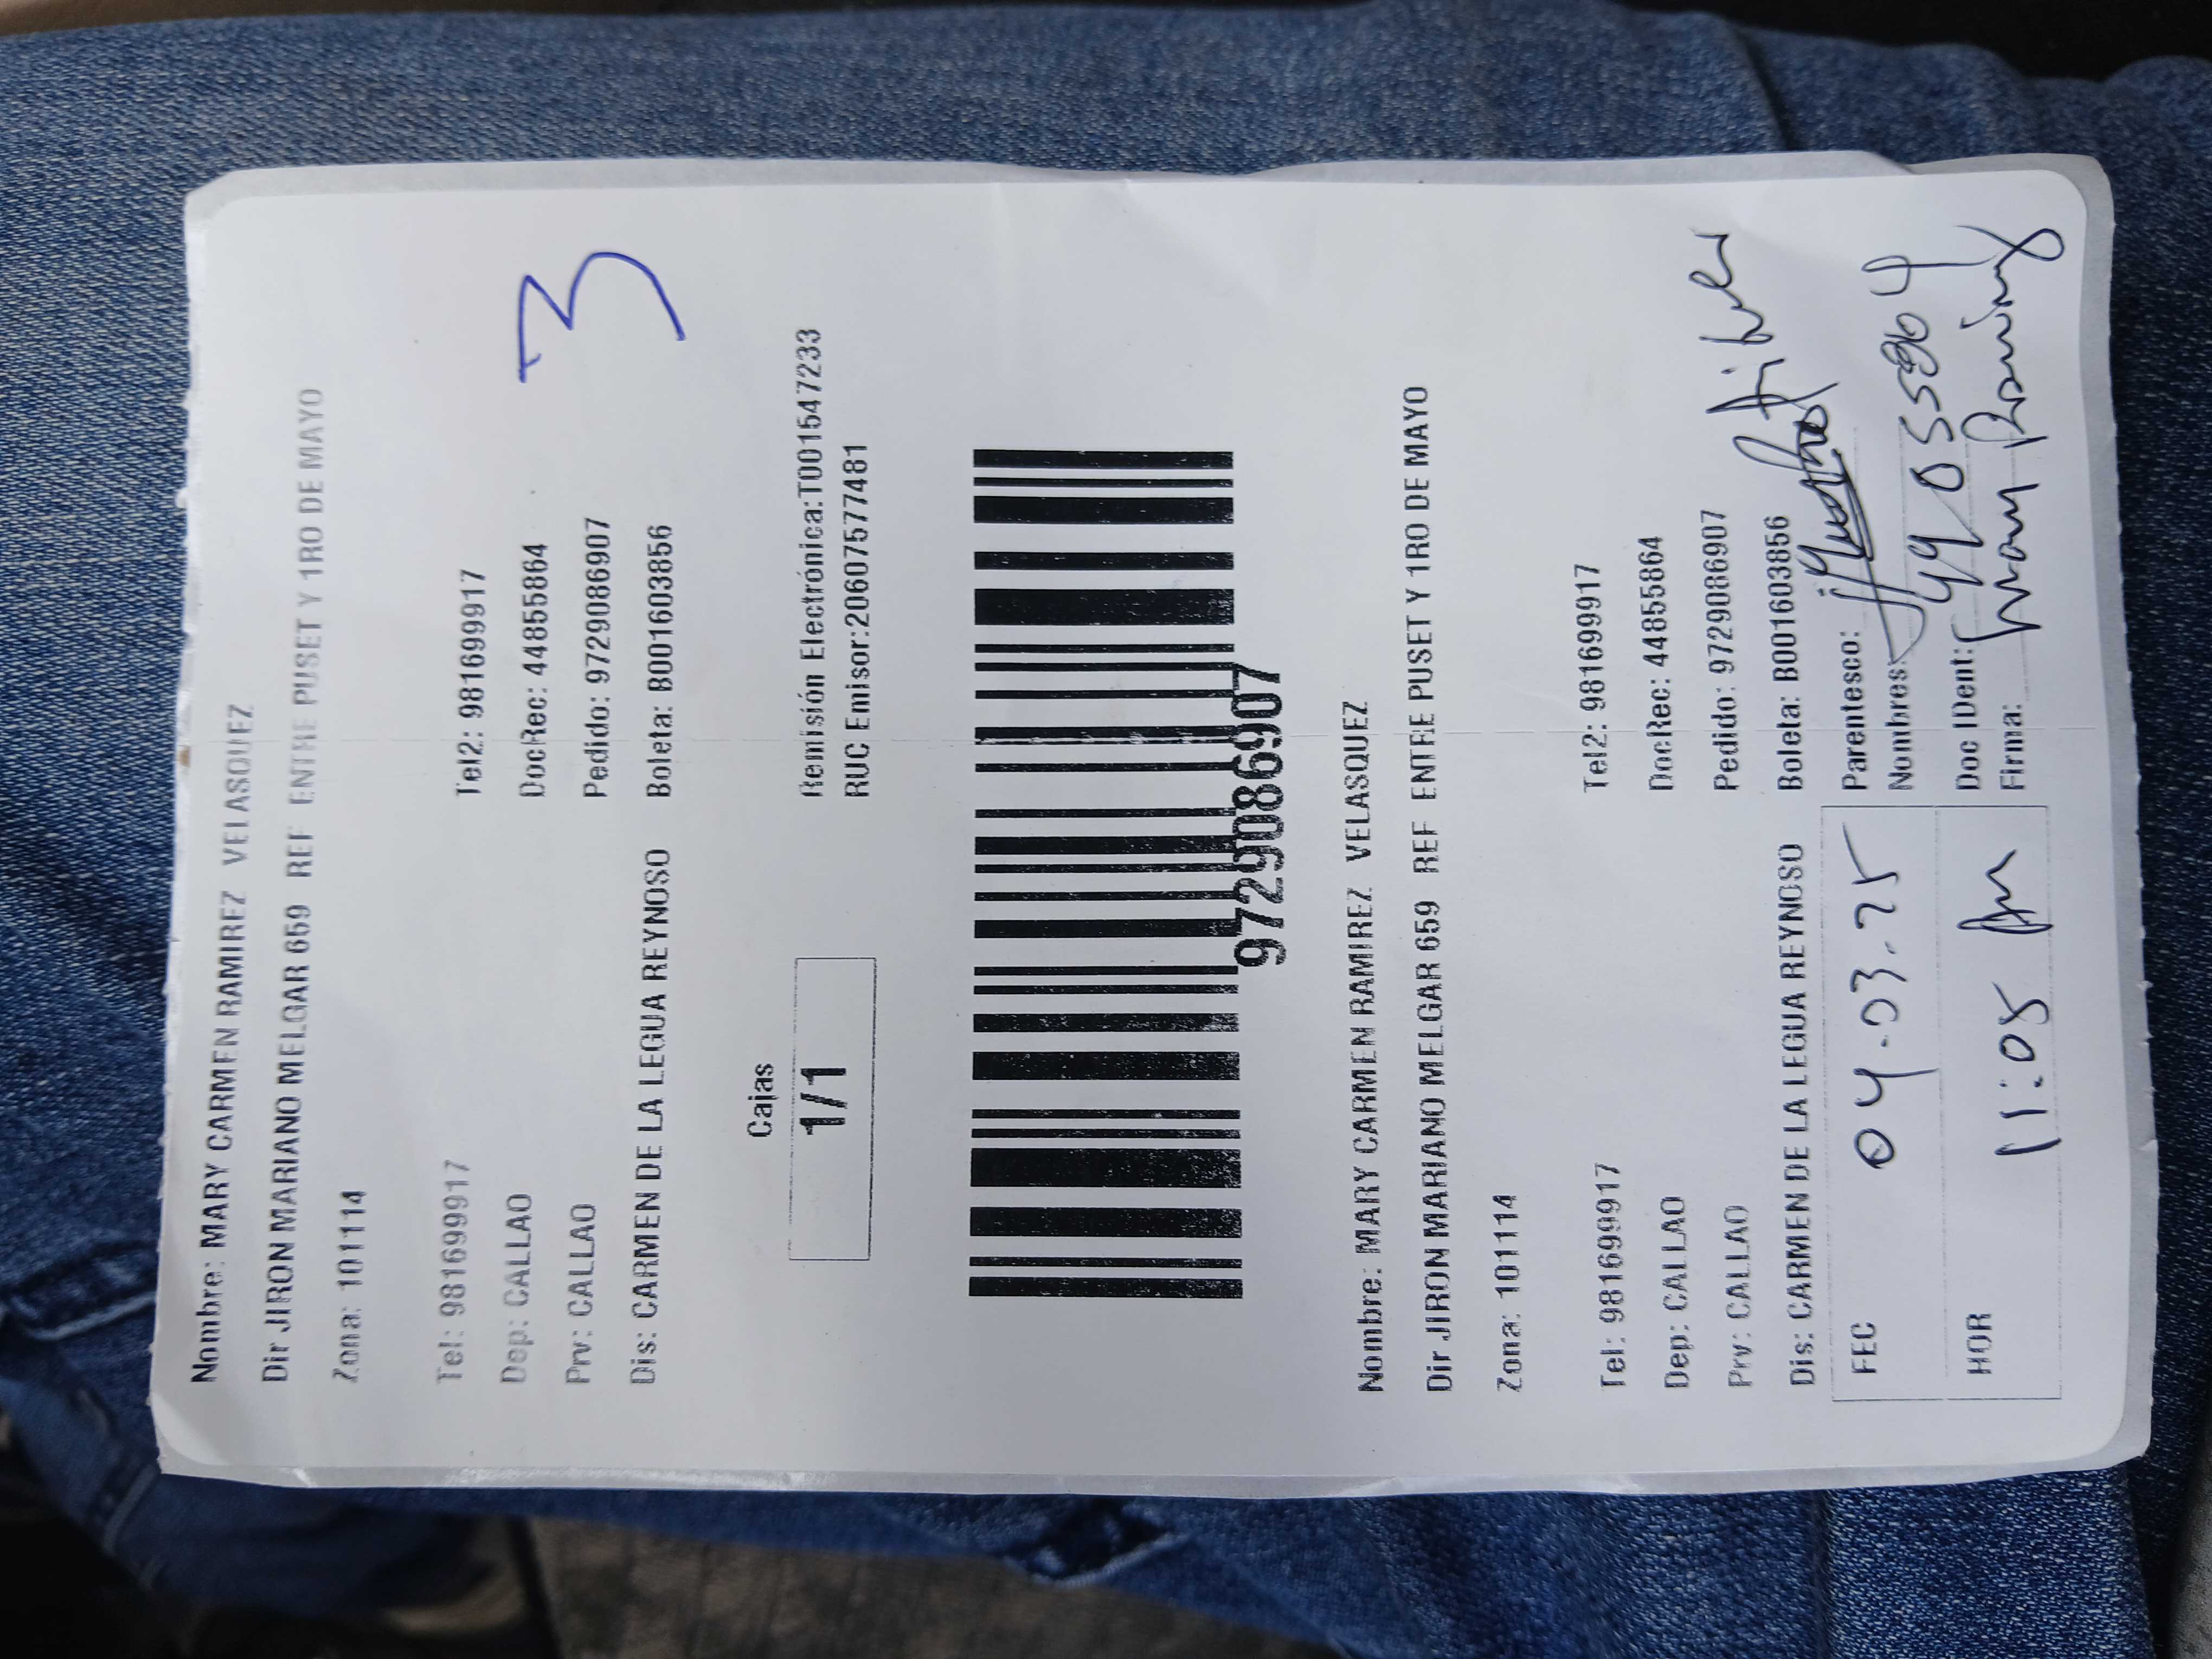 Nombre: MARY CARMEN RAMIREZ VELASQUEZ
Dir JIRON MARIANO MELGAR 659 REF ENTRE PUSET Y 1RO DE MAYO
Zona: 101114
Tel: 981699917 Tel2: 981699917
Dep: CALLAO DocRec: 44855864
3
Prv: CALLAO Pedido: 9729086907
Dis: CARMEN DE LA LEGUA REYNOSO Boleta: B001603856
Cajas
1/1
Remisión Electrónica:T001547233
RUC Emisor:20607577481
9729086907
Nombre: MARY CARMEN RAMIREZ VELASQUEZ
Dir JIRON MARIANO MELGAR 659 REF ENTRE PUSET Y 1RO DE MAYO
Zona: 101114
Tel: 981699917 Tel2: 981699917
Dep: CALLAO DocRec: 44855864
Prv: CALLAO Pedido: 9729086907
Dis: CARMEN DE LA LEGUA REYNOSO Boleta: B001603856
FEC 04.03.25 Parentesco:
Nombres:
HOR 11:05 Am Doc IDent:
Firma: